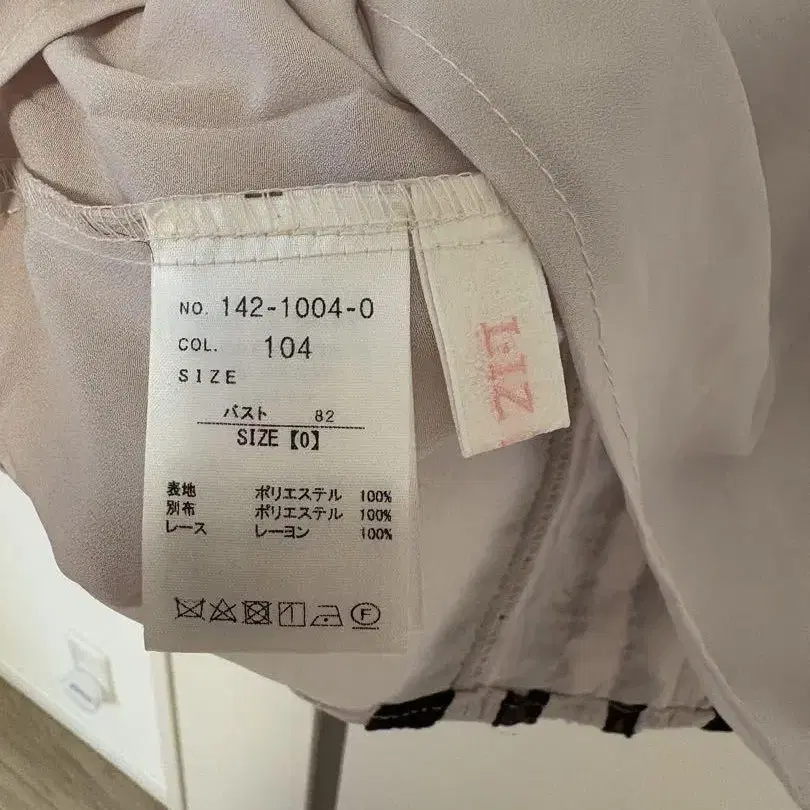 NO. 142-1004-0
COL. 104
SIZE
バスト 82
SIZE【0】
表地 ポリエステル 100%
別布 ポリエステル 100%
レース レーヨン 100%
F